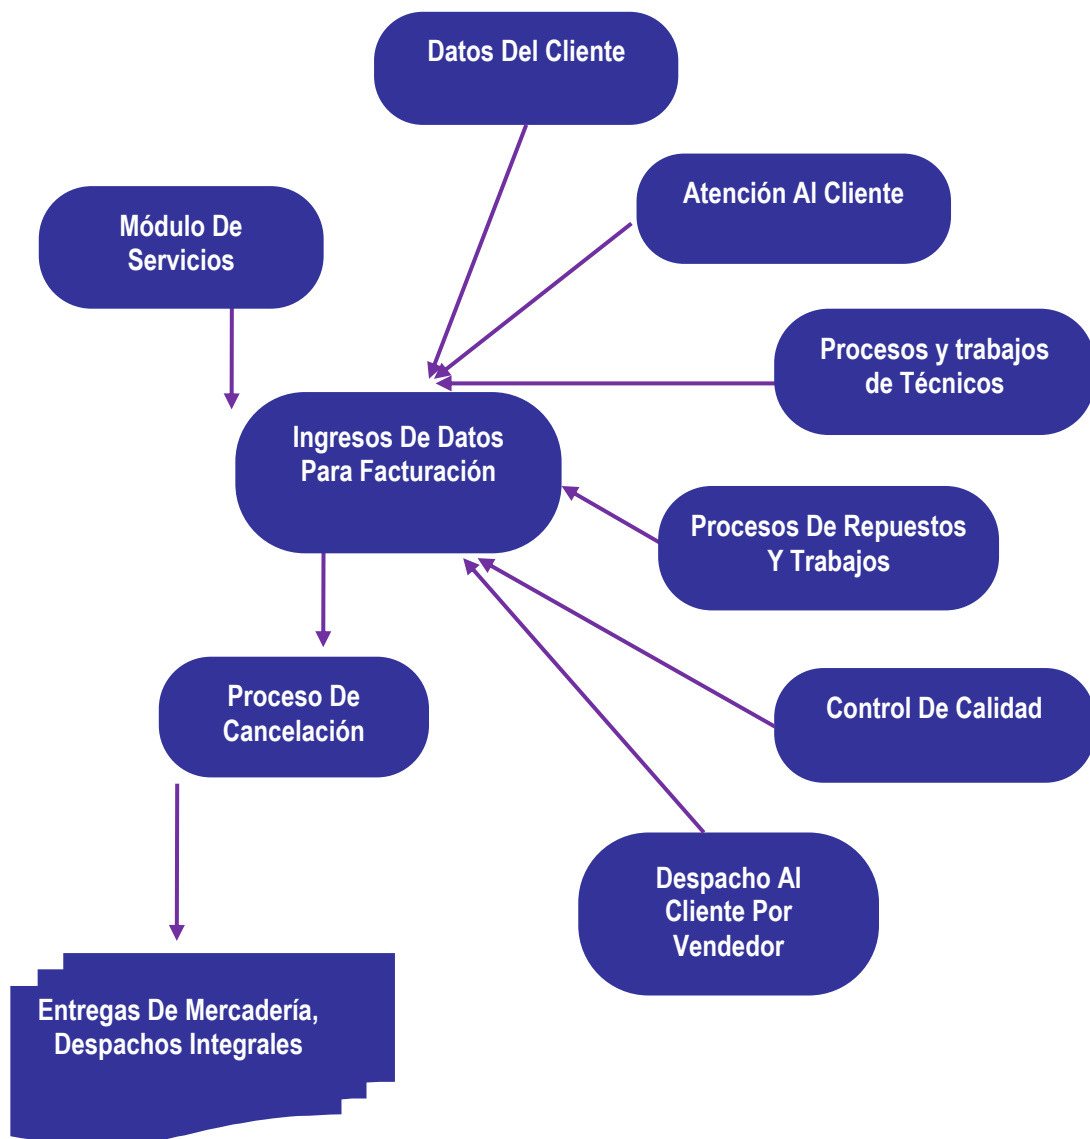 Datos Del Cliente
Atención Al Cliente
Módulo De
Servicios
Procesos y trabajos
de Técnicos
Ingresos De Datos
Para Facturación
Procesos De Repuestos
Y Trabajos
Proceso De
Cancelación
Control De Calidad
Despacho Al
Cliente Por
Vendedor
Entregas De Mercadería,
Despachos Integrales